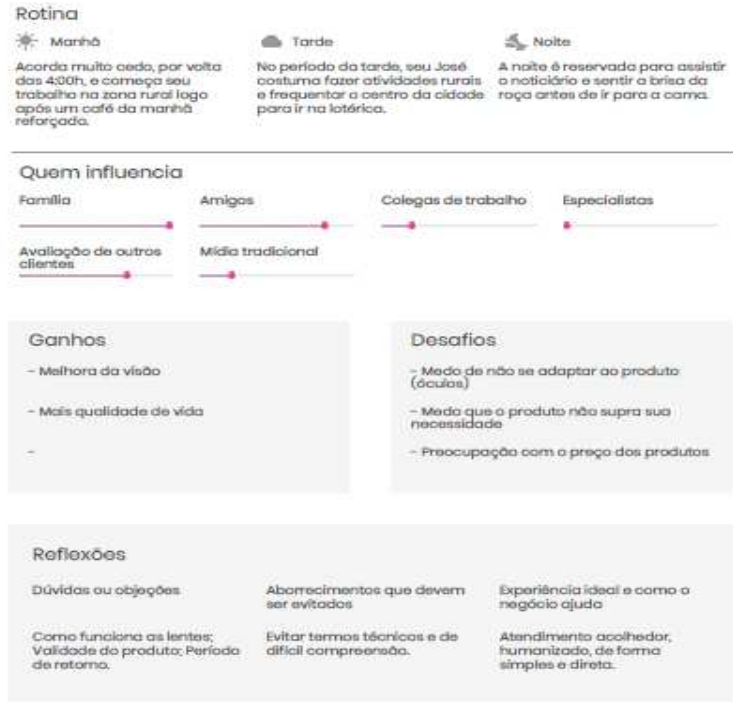 Rotina
Manhã
Tarde
Noite
Acorda muito cedo, por volta
das 4:00h, e começa seu
trabalho na zona rural logo
após um café da manhã
reforçado.
No período da tarde, seu José
costuma fazer atividades rurais
e frequentar o centro da cidade
para ir na lotérica.
A noite é reservada para assistir
o noticiário e sentir a brisa da
roça antes de ir para a cama.
Quem influencia
Família
Amigos
Colegas de trabalho
Especialistas
Avaliação de outros
clientes
Mídia tradicional
Ganhos
- Melhora da visão
- Mais qualidade de vida
-
Desafios
- Medo de não se adaptar ao produto
(óculos)
- Medo que o produto não supra sua
necessidade
- Preocupação com o preço dos produtos
Reflexões
Dúvidas ou objeções
Como funciona as lentes;
Validade do produto; Período
de retorno.
Aborrecimentos que devem
ser evitados
Evitar termos técnicos e de
difícil compreensão.
Experiência ideal e como o
negócio ajuda
Atendimento acolhedor,
humanizado, de forma
simples e direta.